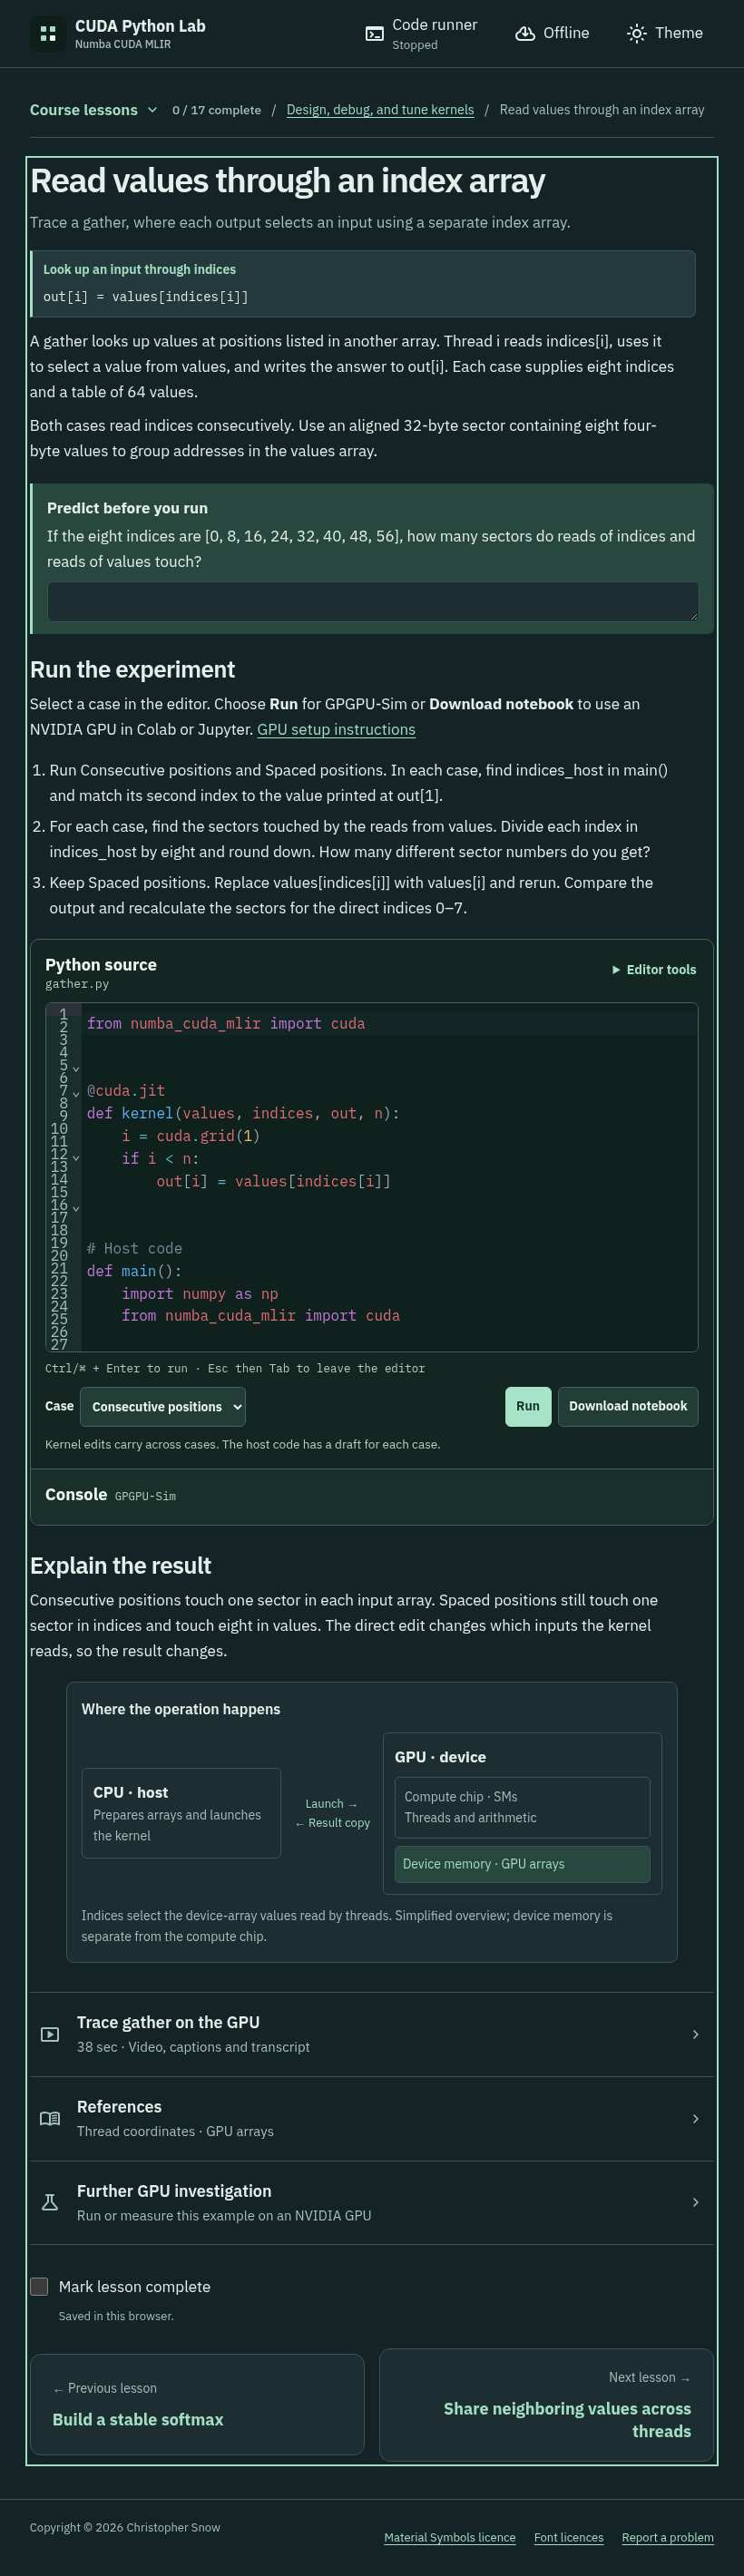 CUDA Python Lab
Numba CUDA MLIR
Code runner
Stopped
Offline
Theme
Course lessons
0 / 17 complete / Design, debug, and tune kernels / Read values through an index array
Read values through an index array
Trace a gather, where each output selects an input using a separate index array.
Look up an input through indices
out[i] = values[indices[i]]
A gather looks up values at positions listed in another array. Thread i reads indices[i], uses it
to select a value from values, and writes the answer to out[i]. Each case supplies eight indices
and a table of 64 values.
Both cases read indices consecutively. Use an aligned 32-byte sector containing eight four-
byte values to group addresses in the values array.
Predict before you run
If the eight indices are [0, 8, 16, 24, 32, 40, 48, 56], how many sectors do reads of indices and
reads of values touch?
Run the experiment
Select a case in the editor. Choose Run for GPGPU-Sim or Download notebook to use an
NVIDIA GPU in Colab or Jupyter. GPU setup instructions
1. Run Consecutive positions and Spaced positions. In each case, find indices_host in main()
and match its second index to the value printed at out[1].
2. For each case, find the sectors touched by the reads from values. Divide each index in
indices_host by eight and round down. How many different sector numbers do you get?
3. Keep Spaced positions. Replace values[indices[i]] with values[i] and rerun. Compare the
output and recalculate the sectors for the direct indices 0–7.
Python source
gather.py
▶ Editor tools
1
2
3
4
5
6
7
8
9
10
11
12
13
14
15
16
17
18
19
20
21
22
23
24
25
26
27
from numba_cuda_mlir import cuda
@cuda.jit
def kernel(values, indices, out, n):
i = cuda.grid(1)
if i < n:
out[i] = values[indices[i]]
# Host code
def main():
import numpy as np
from numba_cuda_mlir import cuda
Ctrl/⌘ + Enter to run · Esc then Tab to leave the editor
Case
Consecutive positions
Run
Download notebook
Kernel edits carry across cases. The host code has a draft for each case.
Console GPGPU-Sim
Explain the result
Consecutive positions touch one sector in each input array. Spaced positions still touch one
sector in indices and touch eight in values. The direct edit changes which inputs the kernel
reads, so the result changes.
Where the operation happens
CPU · host
Prepares arrays and launches
the kernel
Launch →
← Result copy
GPU · device
Compute chip · SMs
Threads and arithmetic
Device memory · GPU arrays
Indices select the device-array values read by threads. Simplified overview; device memory is
separate from the compute chip.
Trace gather on the GPU
38 sec · Video, captions and transcript
References
Thread coordinates · GPU arrays
Further GPU investigation
Run or measure this example on an NVIDIA GPU
Mark lesson complete
Saved in this browser.
← Previous lesson
Build a stable softmax
Next lesson →
Share neighboring values across
threads
Copyright © 2026 Christopher Snow
Material Symbols licence
Font licences
Report a problem